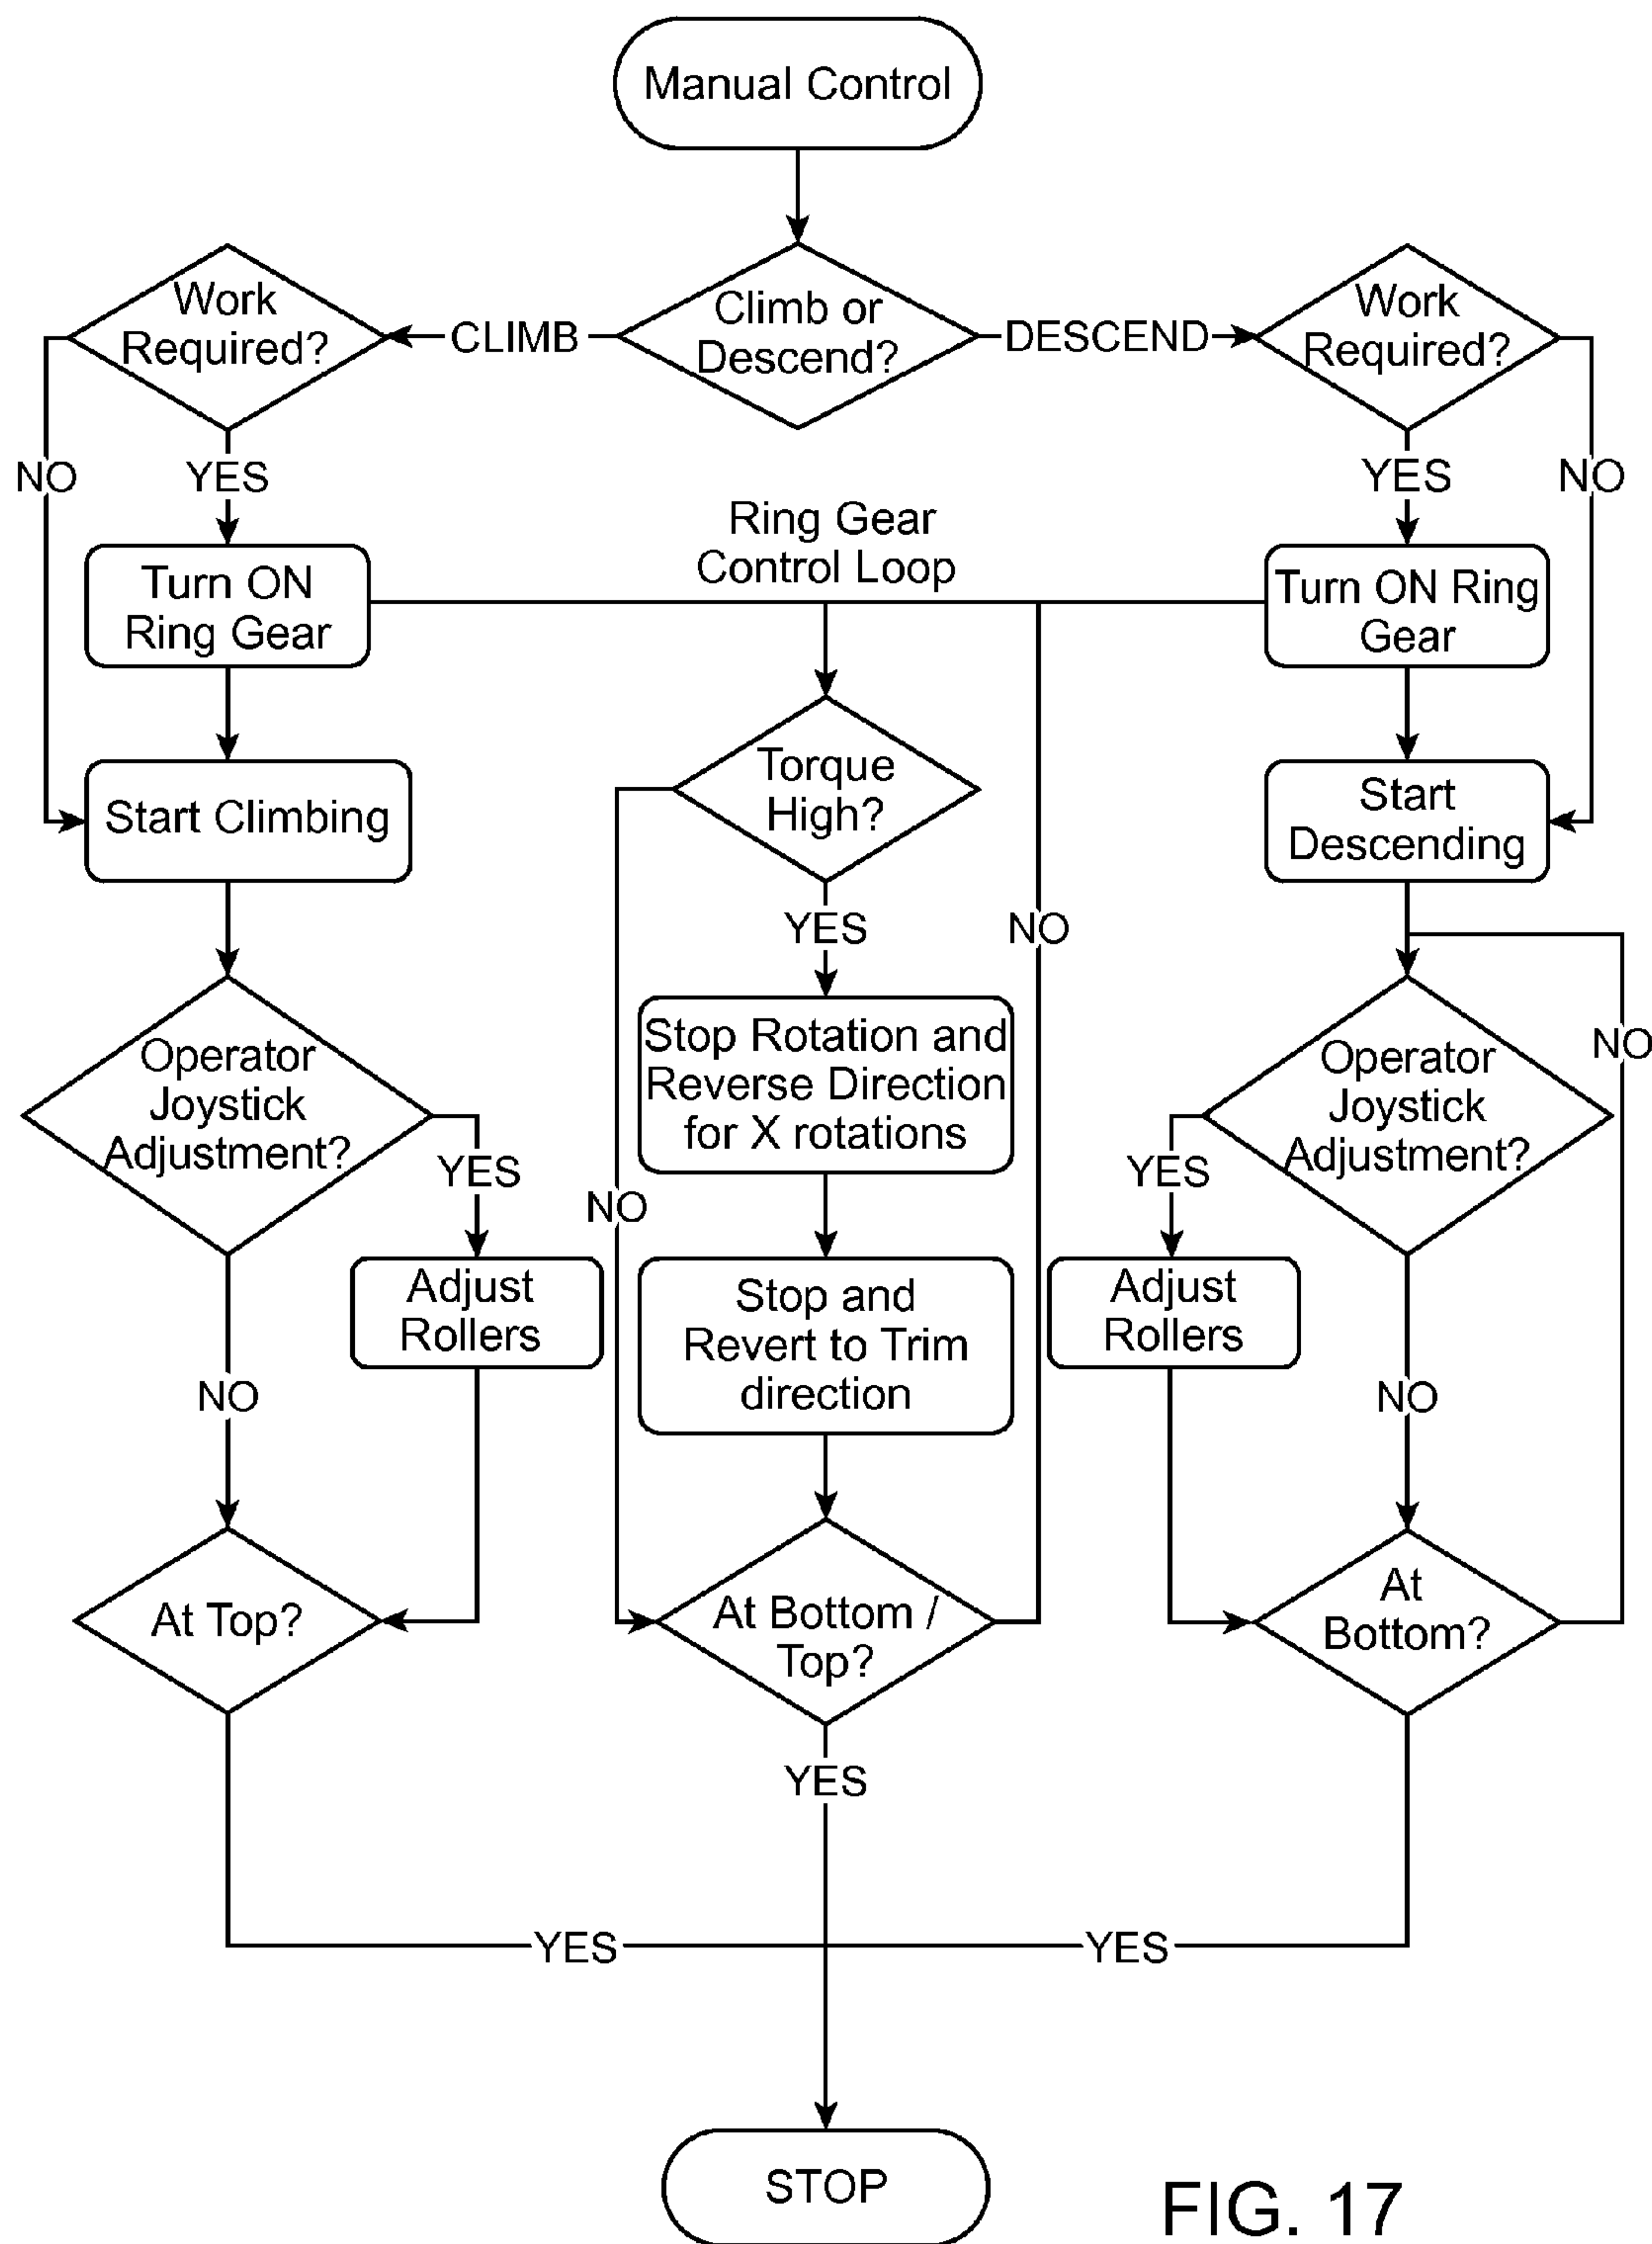 Manual Control
Work
Required?
CLIMB
Climb or
Descend?
DESCEND
Work
Required?
NO
YES
YES
NO
Ring Gear
Control Loop
Turn ON
Ring Gear
Turn ON Ring
Gear
Start Climbing
Torque
High?
Start
Descending
YES
NO
Operator
Joystick
Adjustment?
YES
Stop Rotation and
Reverse Direction
for X rotations
NO
Operator
Joystick
Adjustment?
YES
NO
Adjust
Rollers
Stop and
Revert to Trim
direction
Adjust
Rollers
NO
NO
At Top?
At Bottom /
Top?
At
Bottom?
YES
YES
YES
STOP
FIG. 17